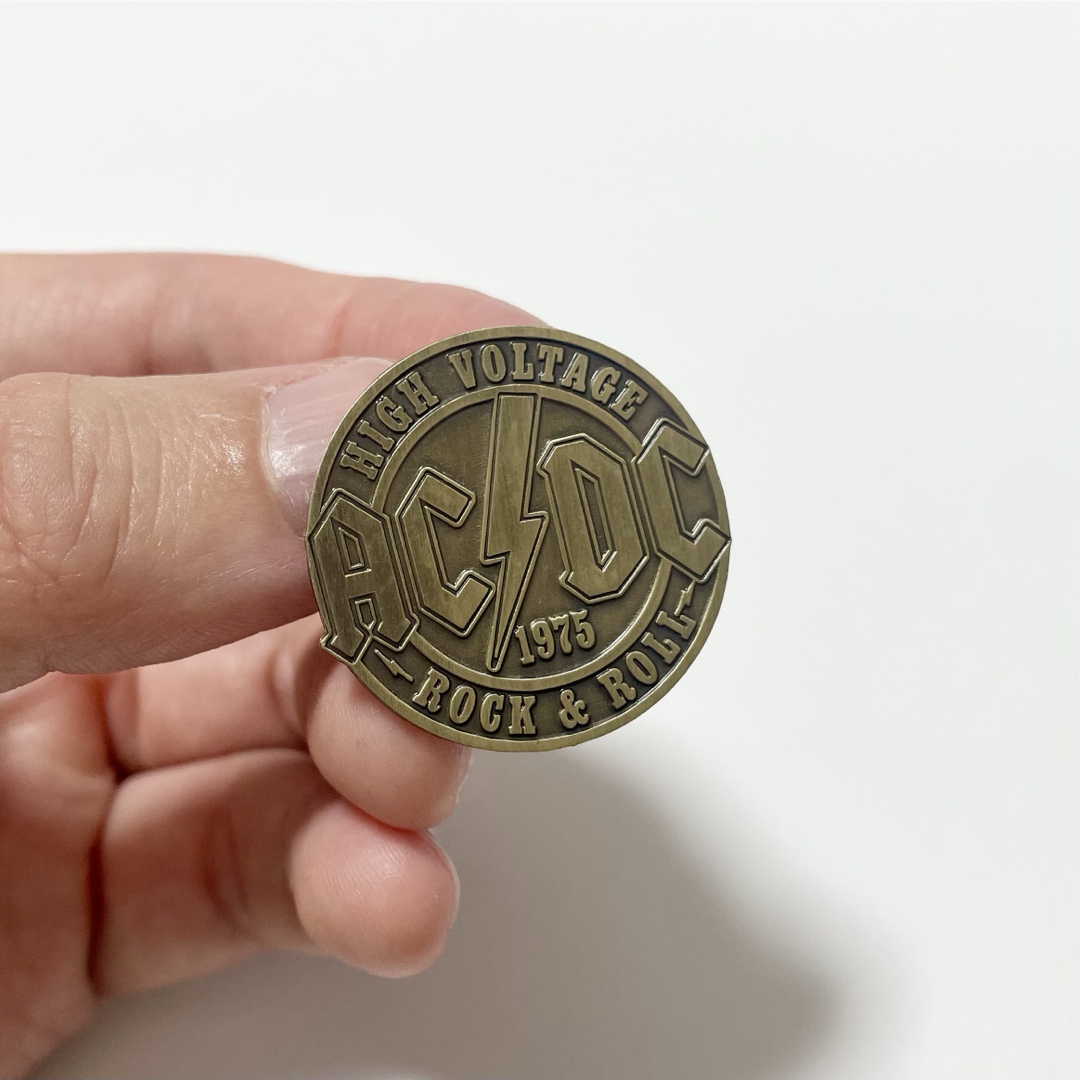 HIGH VOLTAGE
AC⚡DC
1975
ROCK & ROLL